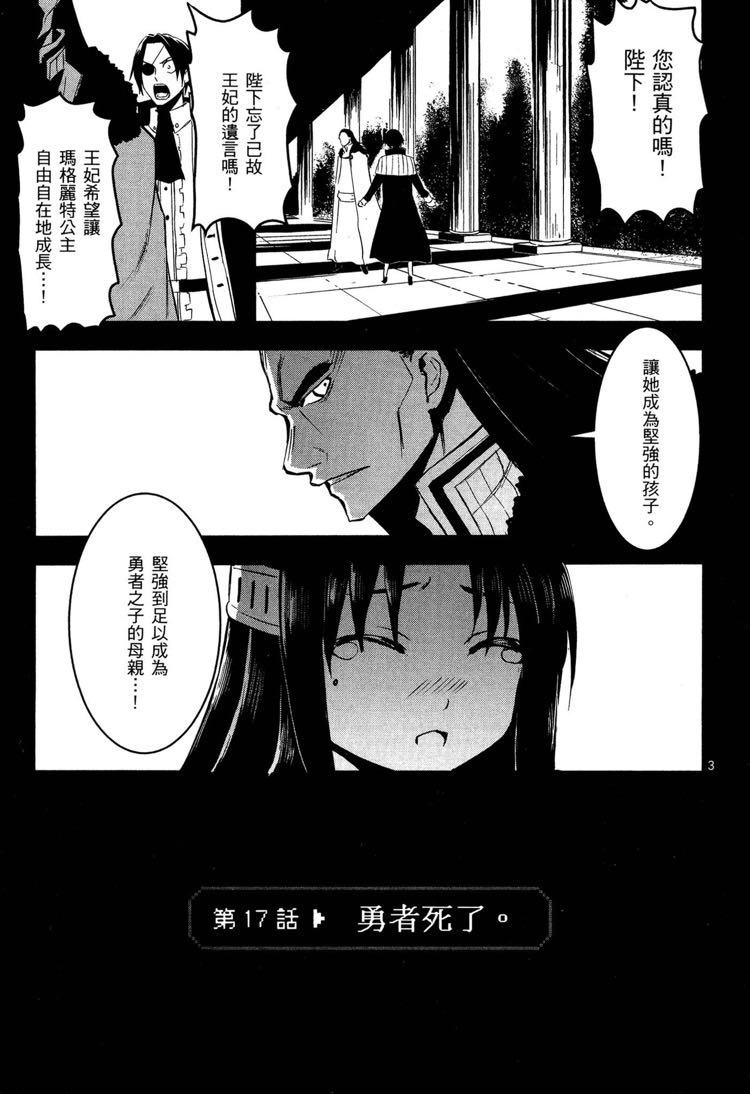 您認真的嗎！
陛下！
陛下忘了已故
王妃的遺言嗎！
王妃希望讓
瑪格麗特公主
自由自在地成長…！
讓她成為堅強的孩子。
堅強到足以成為
勇者之子的母親…！
3
第17話 勇者死了。